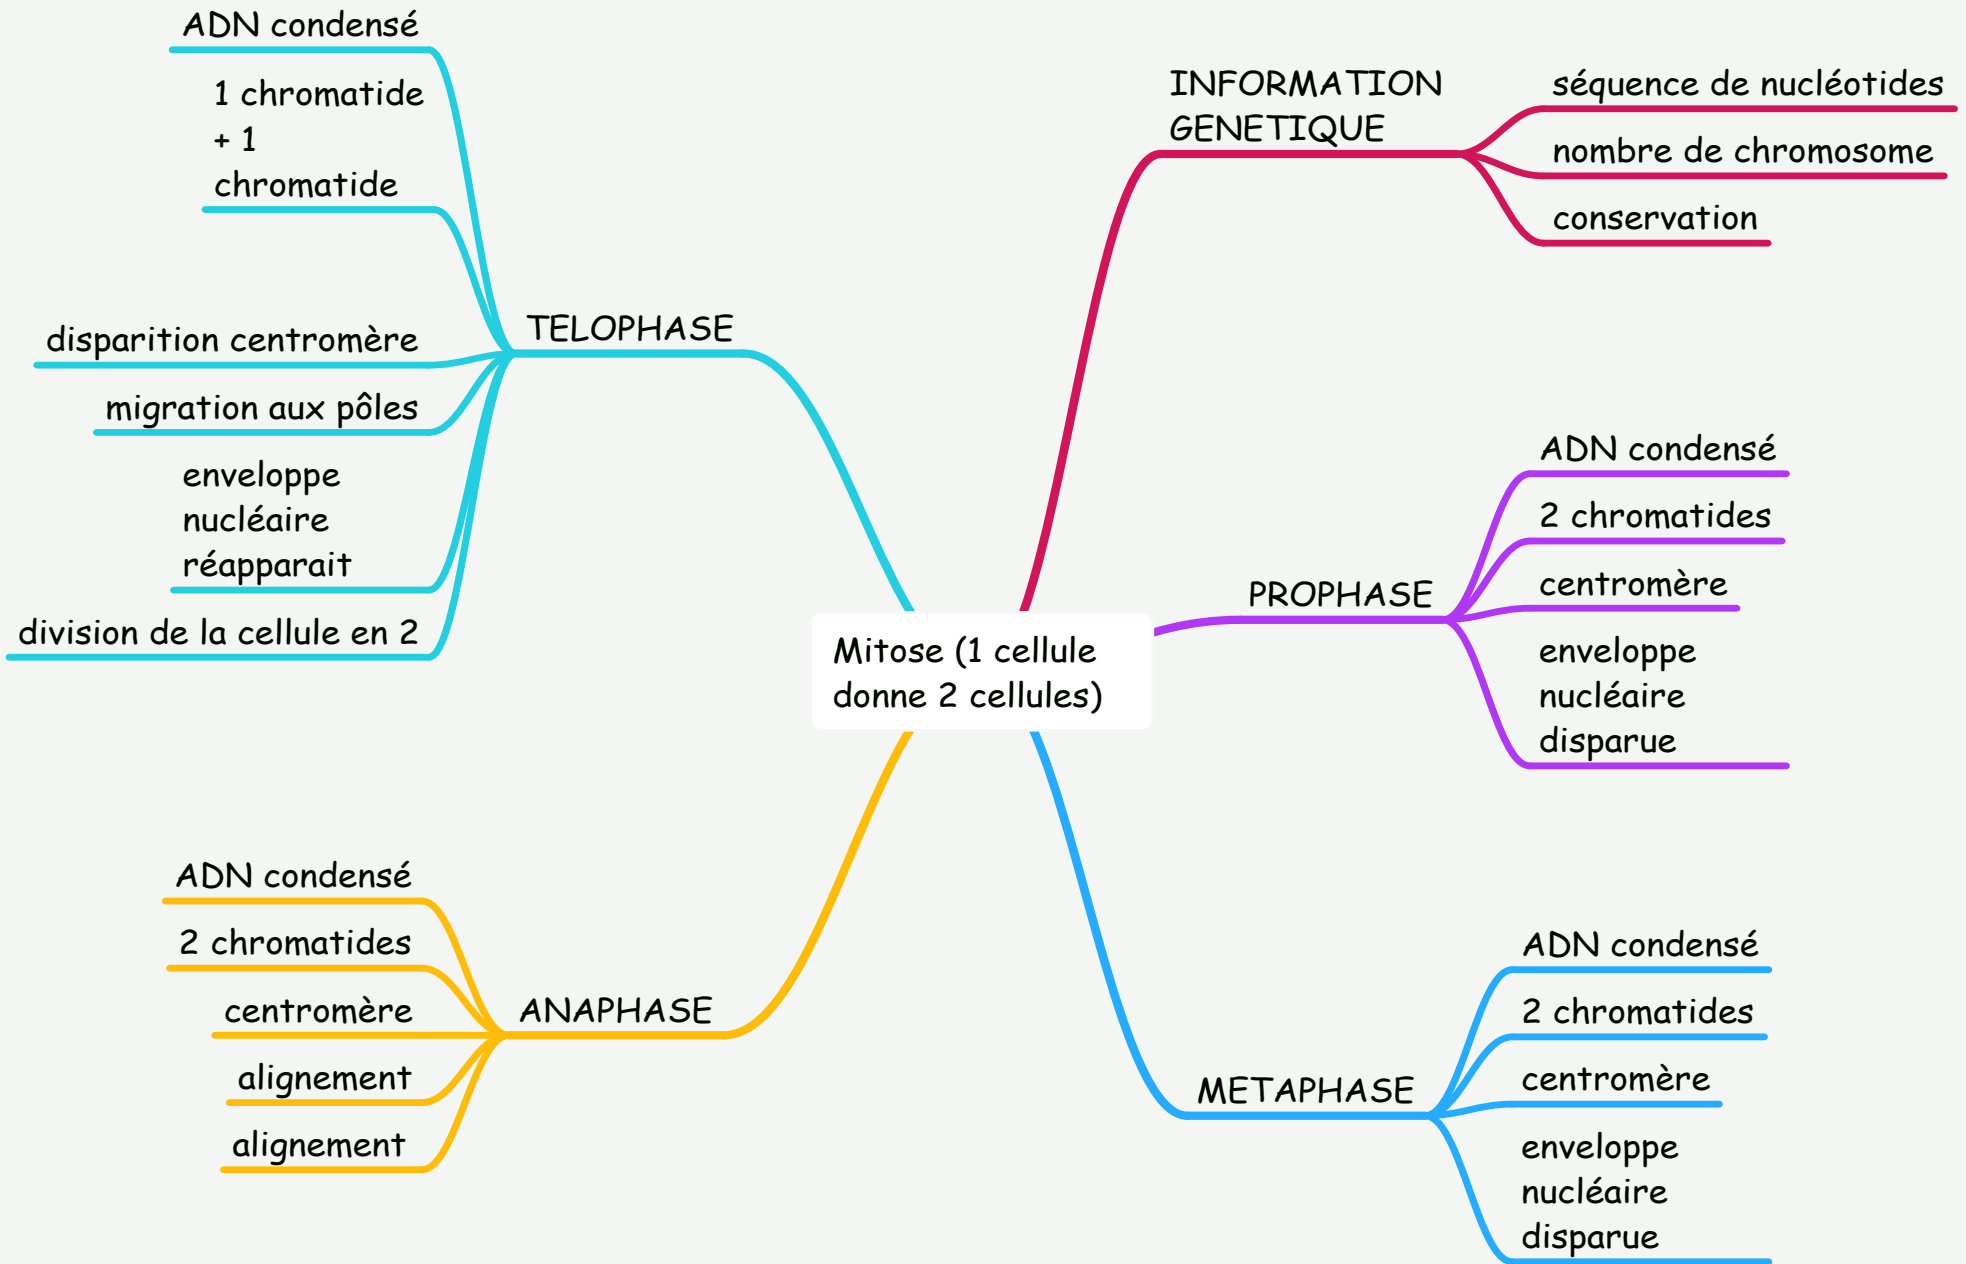 Mitose (1 cellule
donne 2 cellules)
INFORMATION
GENETIQUE
séquence de nucléotides
nombre de chromosome
conservation
PROPHASE
ADN condensé
2 chromatides
centromère
enveloppe
nucléaire
disparue
METAPHASE
ADN condensé
2 chromatides
centromère
enveloppe
nucléaire
disparue
ANAPHASE
ADN condensé
2 chromatides
centromère
alignement
alignement
TELOPHASE
ADN condensé
1 chromatide
+ 1
chromatide
disparition centromère
migration aux pôles
enveloppe
nucléaire
réapparait
division de la cellule en 2